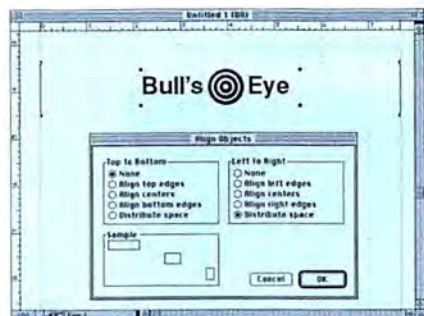 Untitled 1 (DR)
Bull's Eye
Align Objects
Top to Bottom
None
Align top edges
Align centers
Align bottom edges
Distribute space
Left to Right
None
Align left edges
Align centers
Align right edges
Distribute space
Sample
Cancel
OK